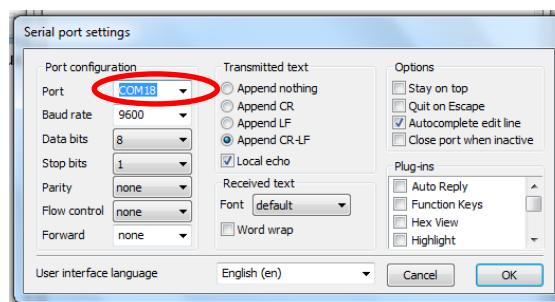 Serial port settings
Port configuration
Port COM18
Baud rate 9600
Data bits 8
Stop bits 1
Parity none
Flow control none
Forward none
Transmitted text
Append nothing
Append CR
Append LF
Append CR-LF
Local echo
Received text
Font default
Word wrap
Options
Stay on top
Quit on Escape
Autocomplete edit line
Close port when inactive
Plug-ins
Auto Reply
Function Keys
Hex View
Highlight
User interface language English (en) Cancel OK